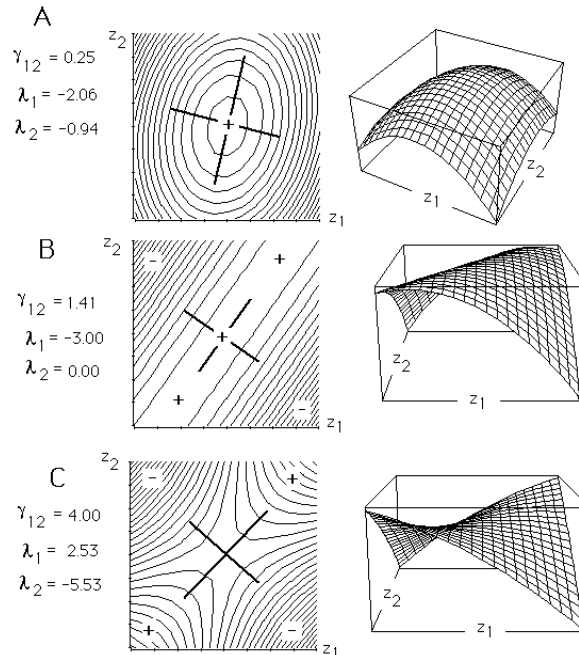 A
γ12 = 0.25
λ1 = -2.06
λ2 = -0.94
z2
+
z1
z1
z2
B
γ12 = 1.41
λ1 = -3.00
λ2 = 0.00
z2
-
+
+
+
-
z1
z2
z1
C
γ12 = 4.00
λ1 = 2.53
λ2 = -5.53
z2
-
+
+
-
z1
z2
z1